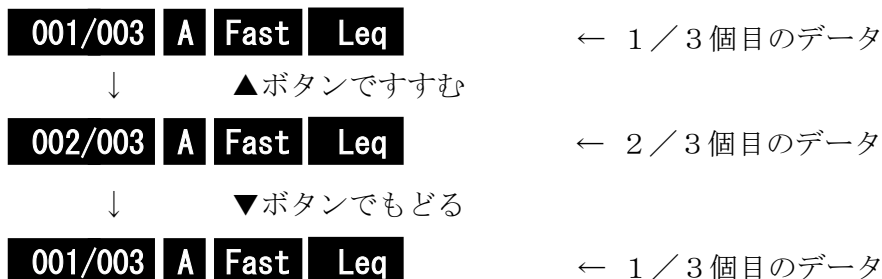 001/003 A Fast Leq ← 1／3個目のデータ
↓ ▲ボタンですすむ
002/003 A Fast Leq ← 2／3個目のデータ
↓ ▼ボタンでもどる
001/003 A Fast Leq ← 1／3個目のデータ